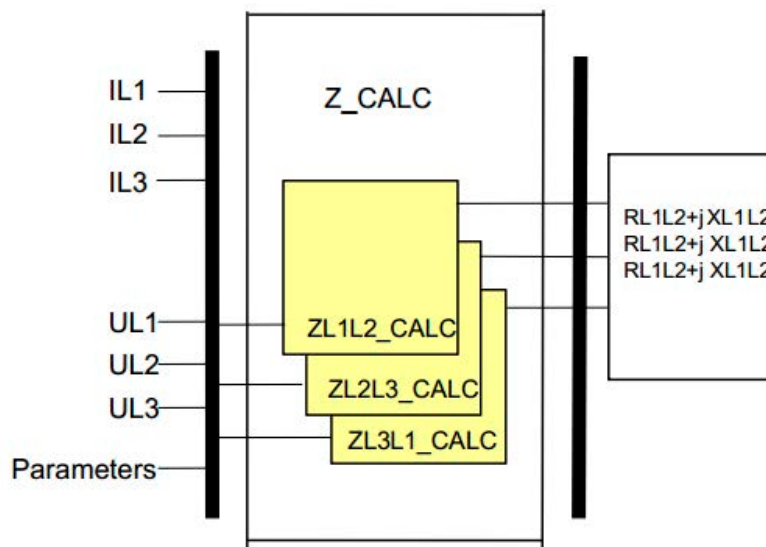 IL1
IL2
IL3
UL1
UL2
UL3
Parameters
Z_CALC
ZL1L2_CALC
ZL2L3_CALC
ZL3L1_CALC
RL1L2+j XL1L2
RL1L2+j XL1L2
RL1L2+j XL1L2